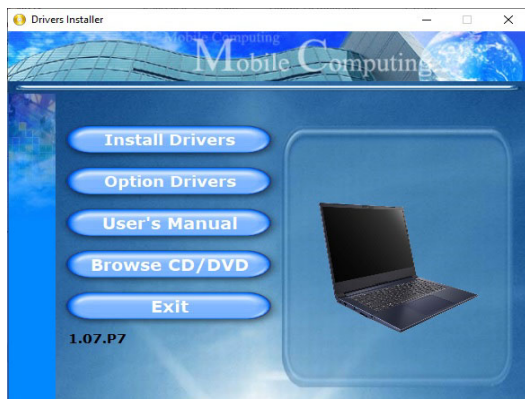 Drivers Installer
Mobile Computing
Mobile Computing
Install Drivers
Option Drivers
User's Manual
Browse CD/DVD
Exit
1.07.P7